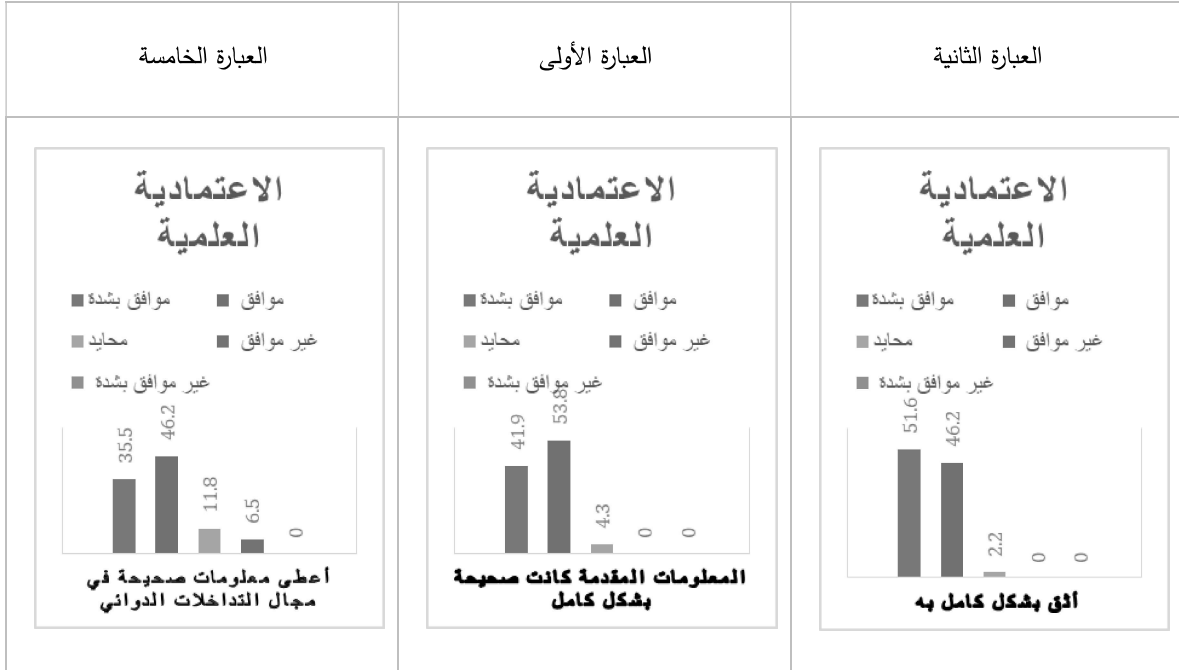 العبارة الثانية
العبارة الأولى
العبارة الخامسة
الاعتمادية
العلمية
موافق بشدة
موافق
محايد
غير موافق
غير موافق بشدة
51.6
46.2
2.2
0
0
أثق بشكل كامل به
الاعتمادية
العلمية
موافق بشدة
موافق
محايد
غير موافق
غير موافق بشدة
41.9
53.8
4.3
0
0
المعلومات المقدمة كانت صحيحة
بشكل كامل
الاعتمادية
العلمية
موافق بشدة
موافق
محايد
غير موافق
غير موافق بشدة
35.5
46.2
11.8
6.5
0
أعطى معلومات صحيحة في
مجال التداخلات الدوائي